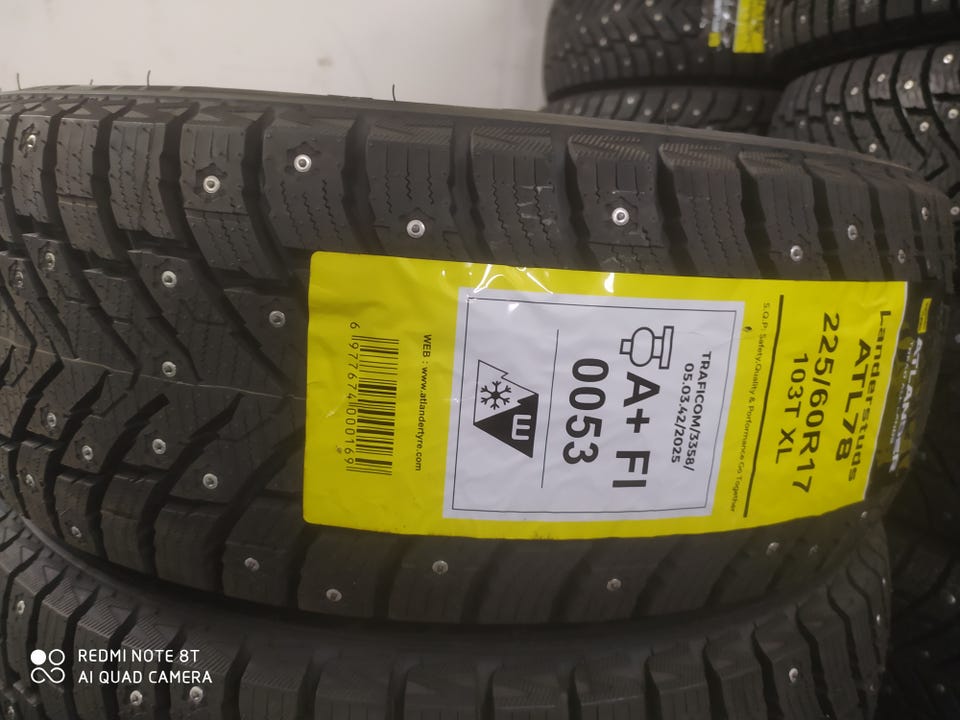 ATLANDER
Landerstuds
ATL78
225/60R17
103T XL
S.Q.P: Safety,Quality & Performance Go Together
TRAFICOM/3358/
05.03.42/2025
A+ FI
0053
E
WEB : www.atlandertyre.com
6 977674 000169
REDMI NOTE 8T
AI QUAD CAMERA